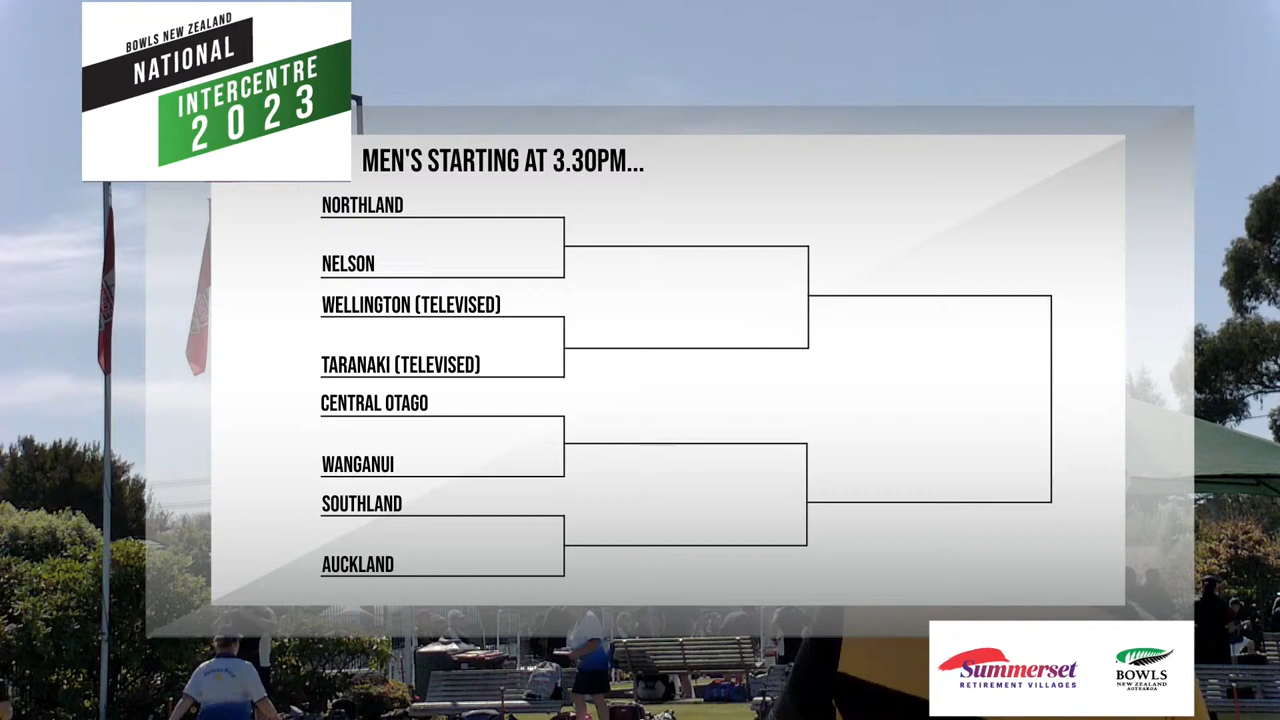 BOWLS NEW ZEALAND
NATIONAL
INTERCENTRE
2023
MEN'S STARTING AT 3.30PM...
NORTHLAND
NELSON
WELLINGTON (TELEVISED)
TARANAKI (TELEVISED)
CENTRAL OTAGO
WANGANUI
SOUTHLAND
AUCKLAND
Summerset
RETIREMENT VILLAGES
BOWLS
NEW ZEALAND
AOTEAROA